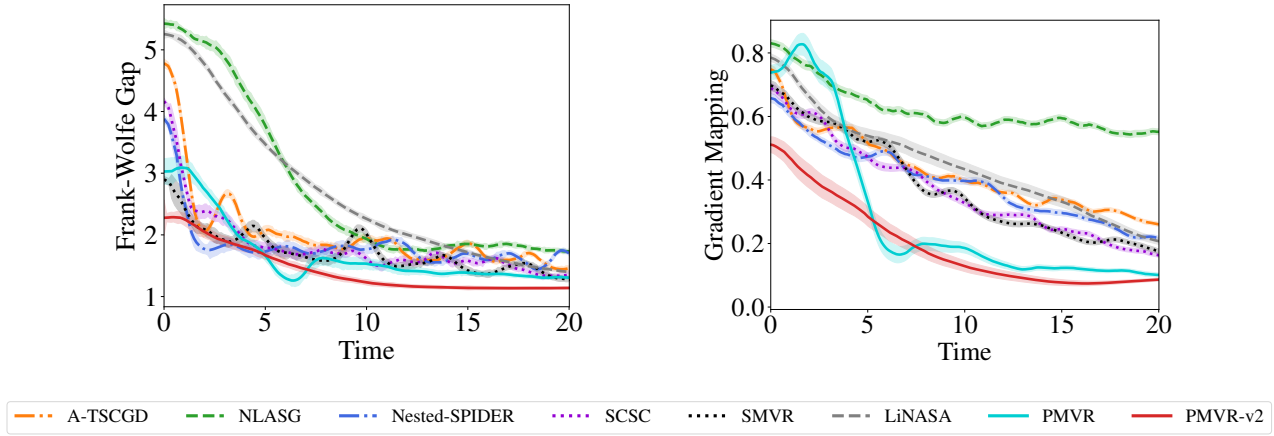 Frank-Wolfe Gap
5
4
3
2
1
0
5
10
15
20
Time
Gradient Mapping
0.8
0.6
0.4
0.2
0.0
0
5
10
15
20
Time
A-TSCGD
NLASG
Nested-SPIDER
SCSC
SMVR
LiNASA
PMVR
PMVR-v2